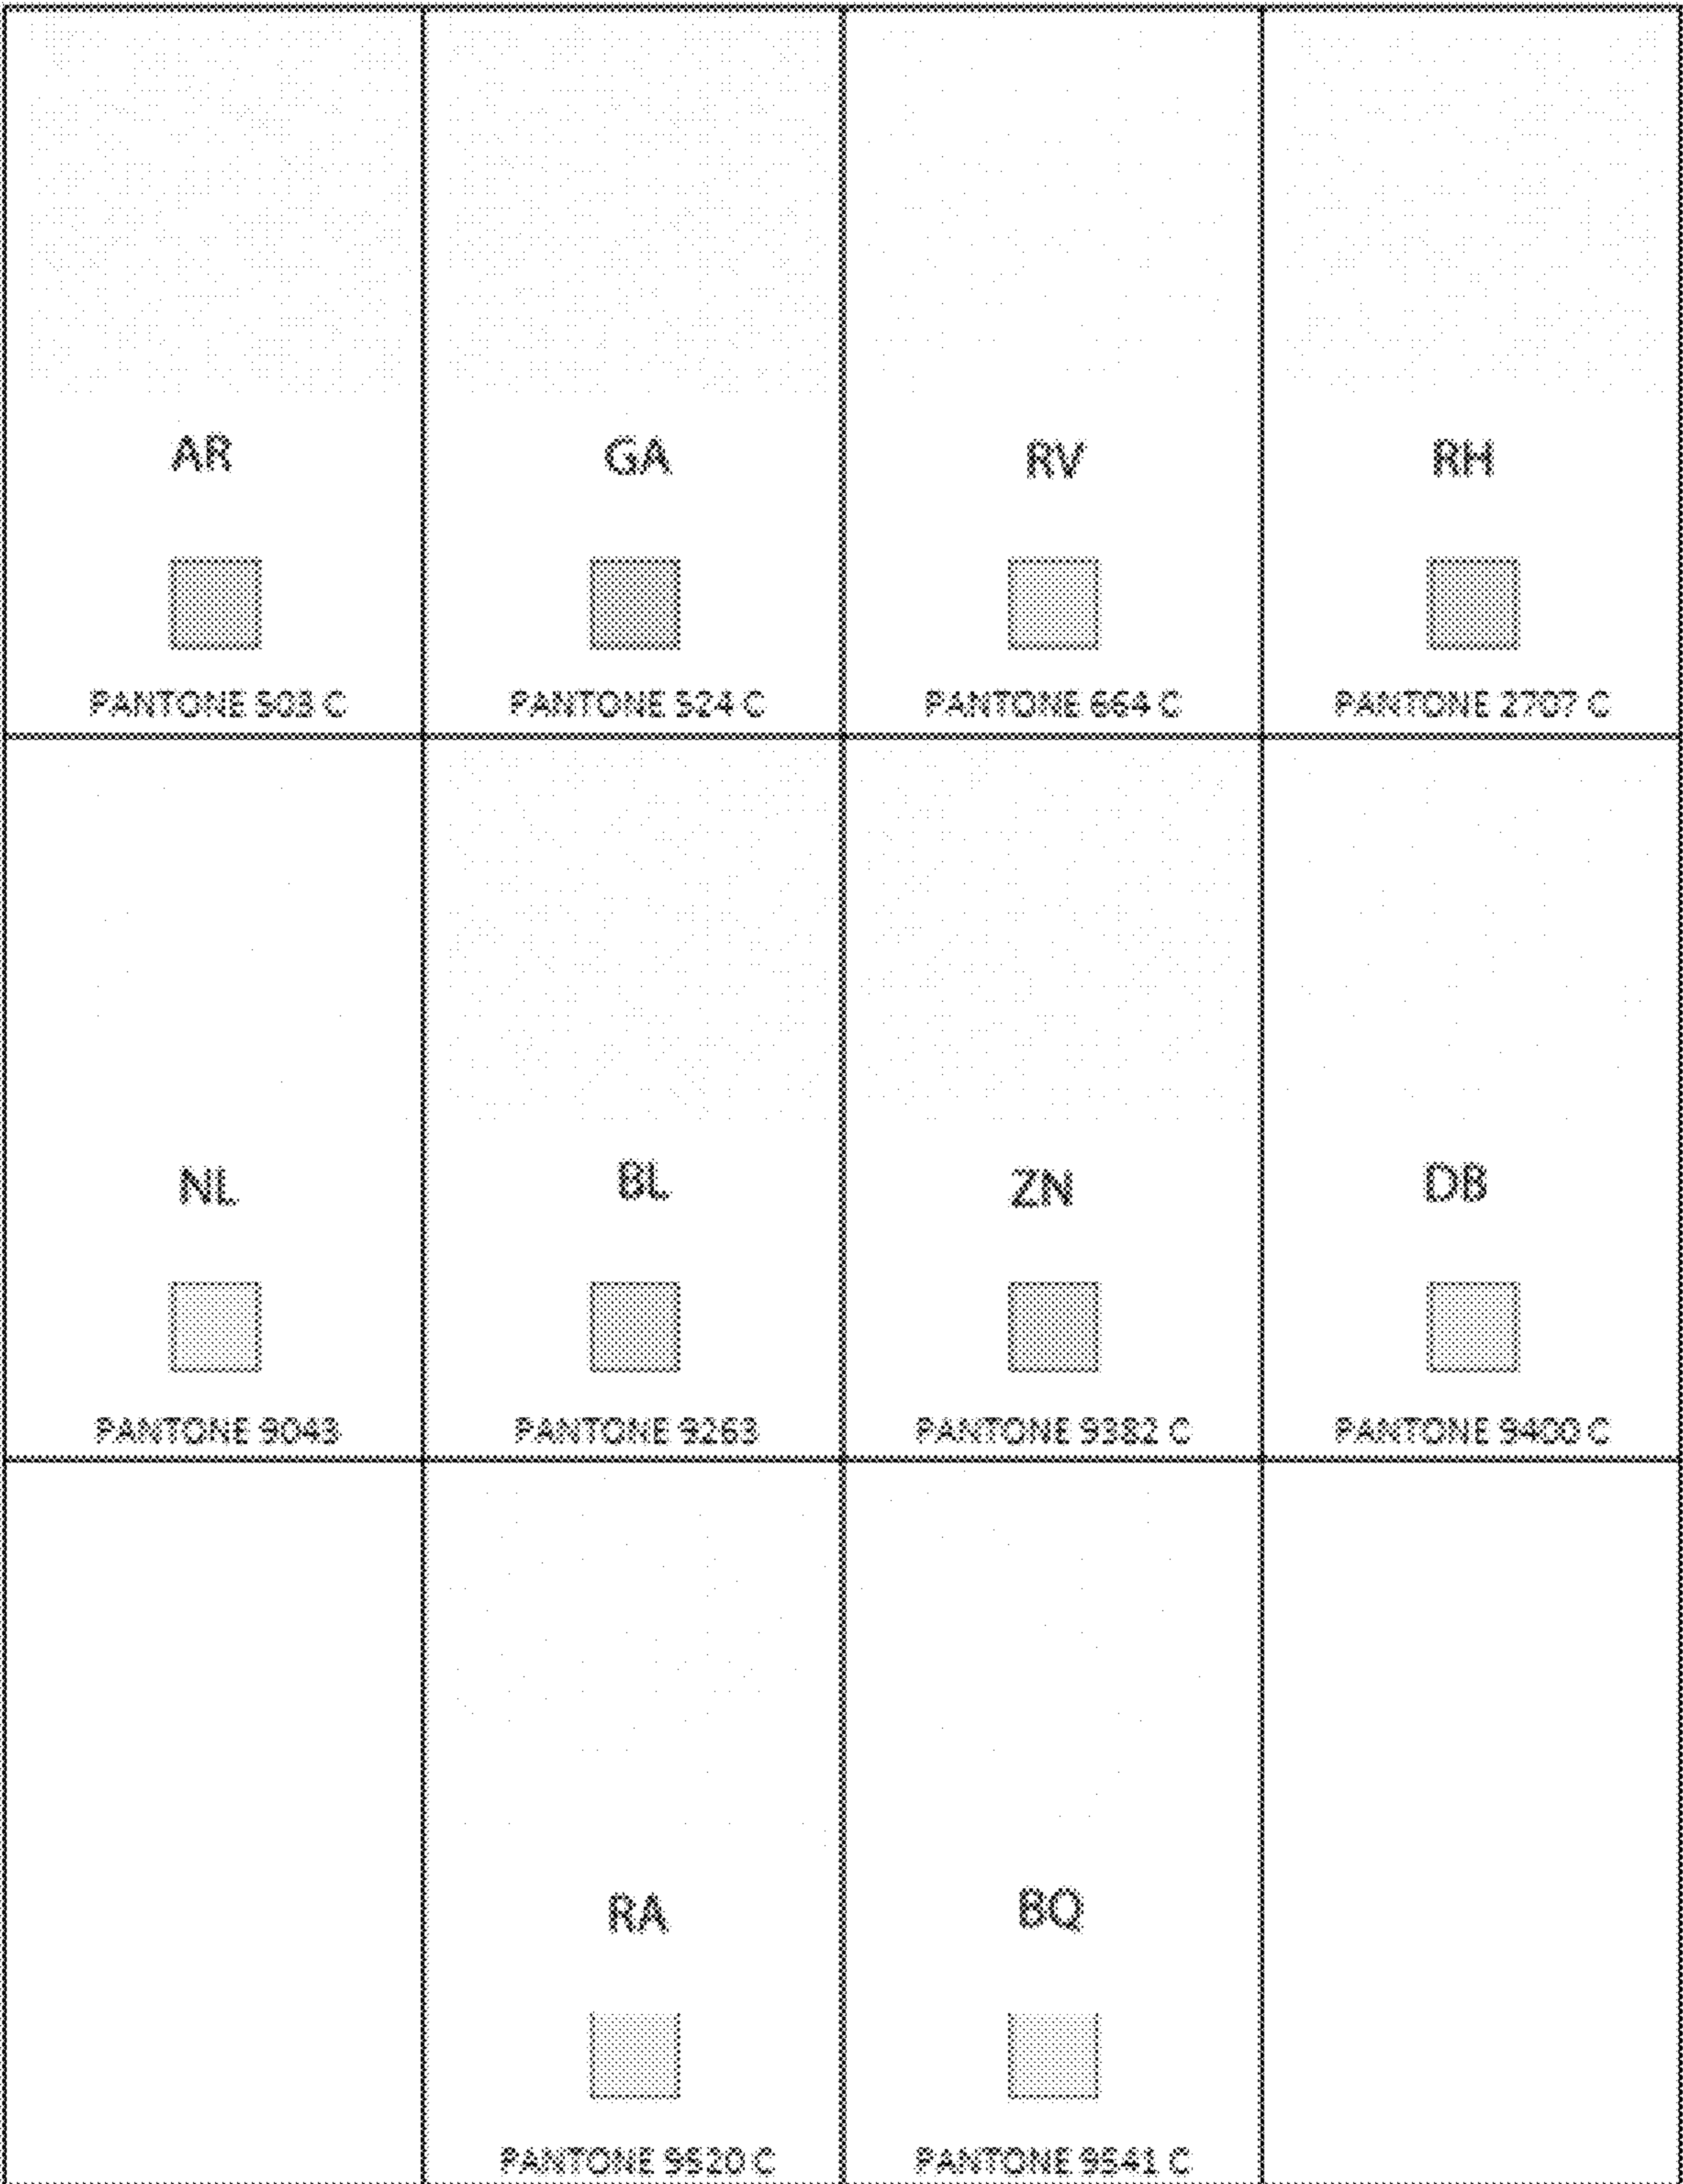 AR
GA
RV
RH
PANTONE 503 C
PANTONE 524 C
PANTONE 664 C
PANTONE 2707 C
NL
BL
ZN
DB
PANTONE 9043
PANTONE 9263
PANTONE 9382 C
PANTONE 9400 C
RA
BQ
PANTONE 9520 C
PANTONE 9541 C